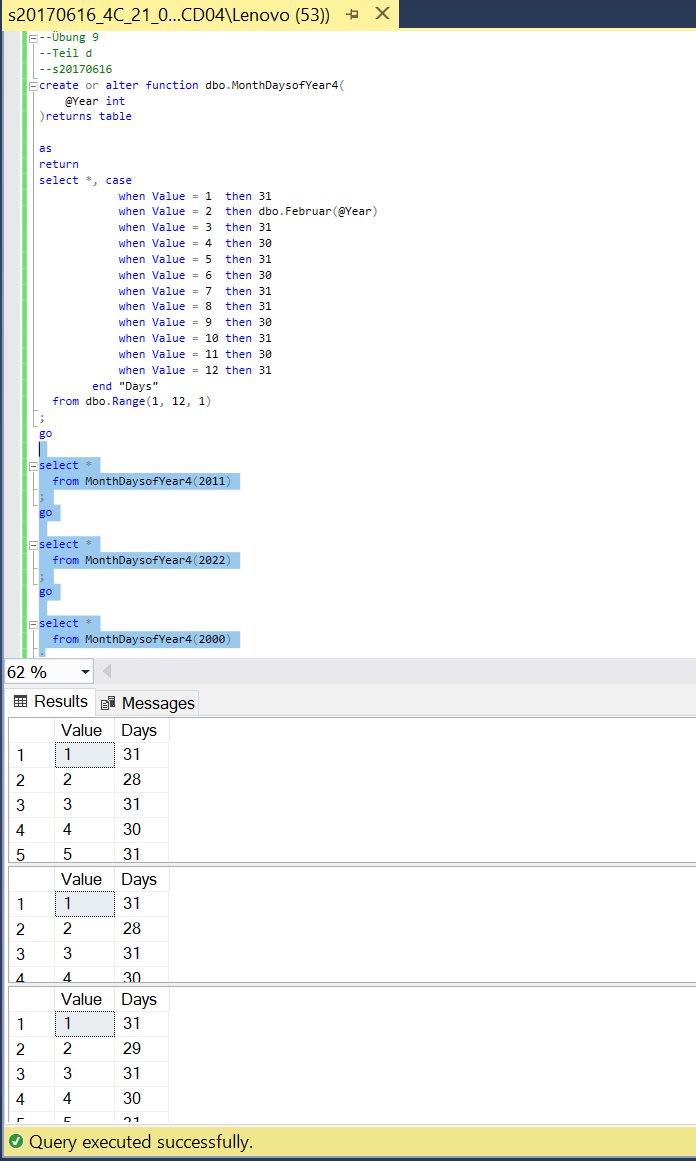 s20170616_4C_21_0...CD04\Lenovo (53))
--Übung 9
--Teil d
--s20170616
create or alter function dbo.MonthDaysofYear4(
@Year int
)returns table
as
return
select *, case
when Value = 1 then 31
when Value = 2 then dbo.Februar(@Year)
when Value = 3 then 31
when Value = 4 then 30
when Value = 5 then 31
when Value = 6 then 30
when Value = 7 then 31
when Value = 8 then 31
when Value = 9 then 30
when Value = 10 then 31
when Value = 11 then 30
when Value = 12 then 31
end "Days"
from dbo.Range(1, 12, 1)
;
go
select *
from MonthDaysofYear4(2011)
;
go
select *
from MonthDaysofYear4(2022)
;
go
select *
from MonthDaysofYear4(2000)
62 %
Results Messages
Value Days
1 1 31
2 2 28
3 3 31
4 4 30
5 5 31
Value Days
1 1 31
2 2 28
3 3 31
4 4 30
Value Days
1 1 31
2 2 29
3 3 31
4 4 30
Query executed successfully.